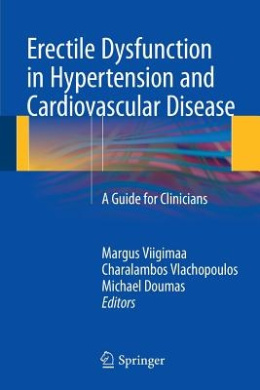 Erectile Dysfunction
in Hypertension and
Cardiovascular Disease
A Guide for Clinicians
Margus Viigimaa
Charalambos Vlachopoulos
Michael Doumas
Editors
Springer